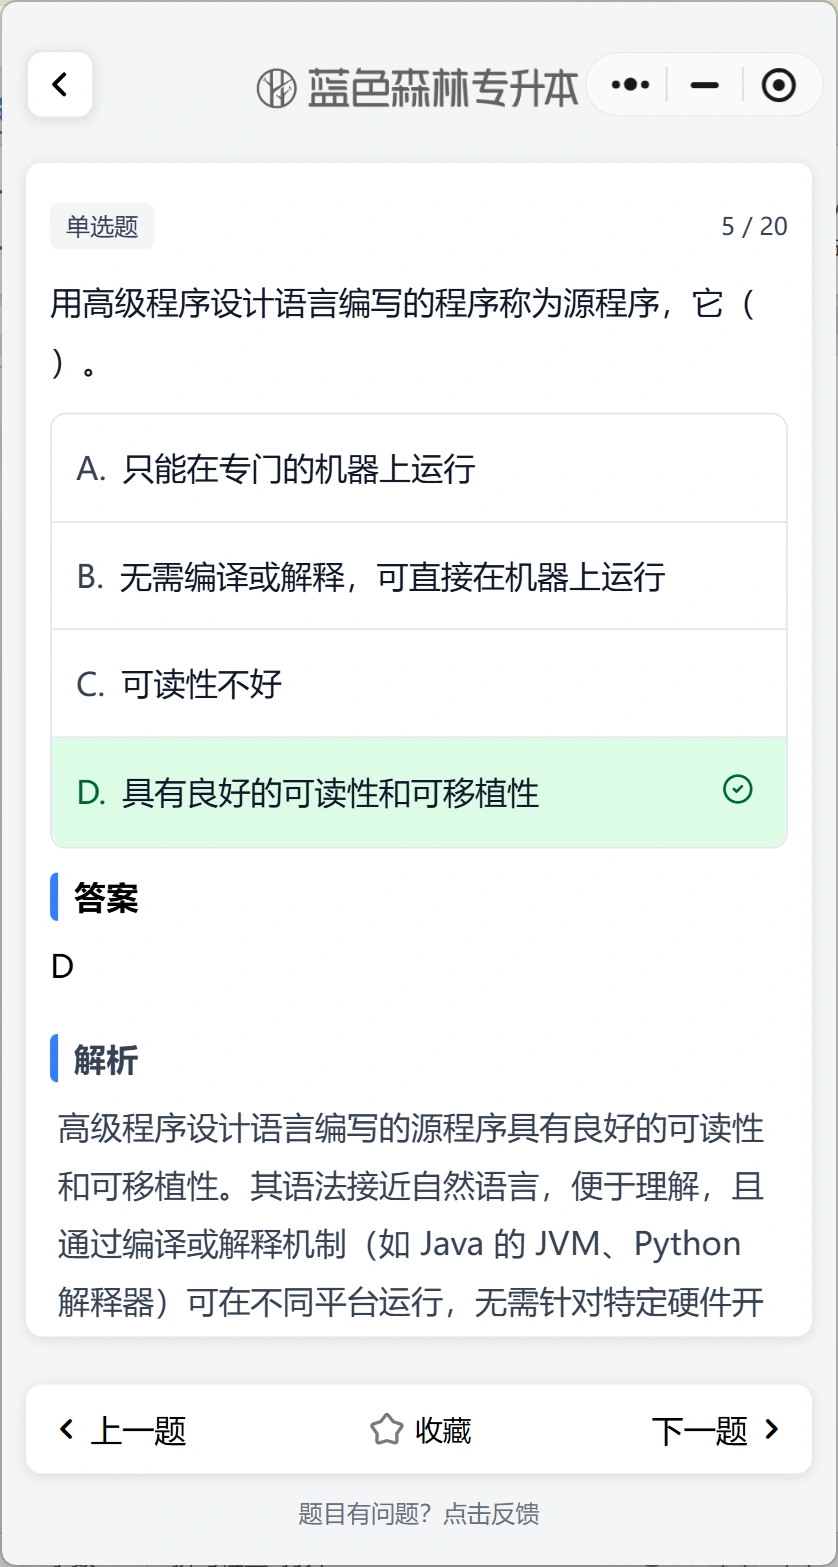 蓝色森林专升本
单选题
5 / 20
用高级程序设计语言编写的程序称为源程序，它（
）。
A. 只能在专门的机器上运行
B. 无需编译或解释，可直接在机器上运行
C. 可读性不好
D. 具有良好的可读性和可移植性
答案
D
解析
高级程序设计语言编写的源程序具有良好的可读性
和可移植性。其语法接近自然语言，便于理解，且
通过编译或解释机制（如 Java 的 JVM、Python
解释器）可在不同平台运行，无需针对特定硬件开
上一题
收藏
下一题
题目有问题？点击反馈